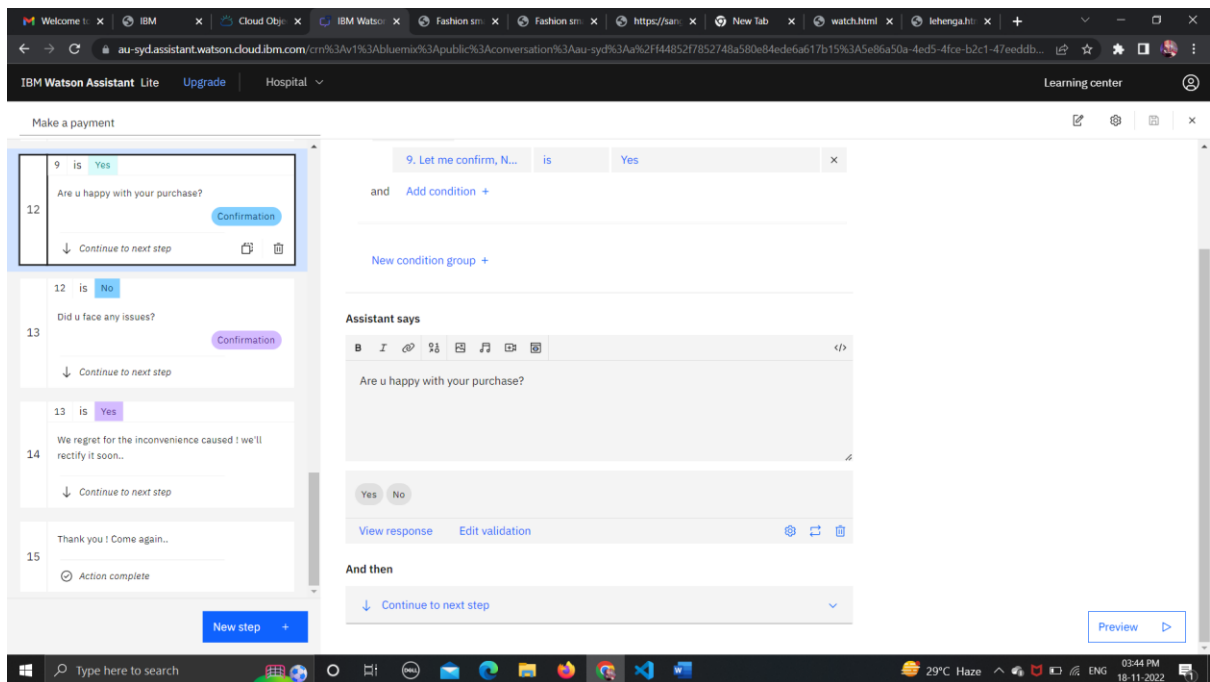 Welcome to
IBM
Cloud Obje
IBM Watson
Fashion sm
Fashion sm
https://san
New Tab
watch.html
lehenga.ht
au-syd.assistant.watson.cloud.ibm.com/crn%3Av1%3Abluemix%3Apublic%3Aconversation%3Aau-syd%3Aa%2Ff44852f7852748a580e84ede6a617b15%3A5e86a50a-4ed5-4fce-b2c1-47eeddb...
IBM Watson Assistant Lite Upgrade Hospital Learning center
Make a payment
9 is Yes
12
Are u happy with your purchase?
Confirmation
Continue to next step
12 is No
13
Did u face any issues?
Confirmation
Continue to next step
13 is Yes
14
We regret for the inconvenience caused ! we'll
rectify it soon..
Continue to next step
15
Thank you ! Come again..
Action complete
New step +
9. Let me confirm, N... is Yes
and Add condition +
New condition group +
Assistant says
B I
</>
Are u happy with your purchase?
Yes No
View response Edit validation
And then
Continue to next step
Preview
Type here to search
29°C Haze
ENG
03:44 PM
18-11-2022